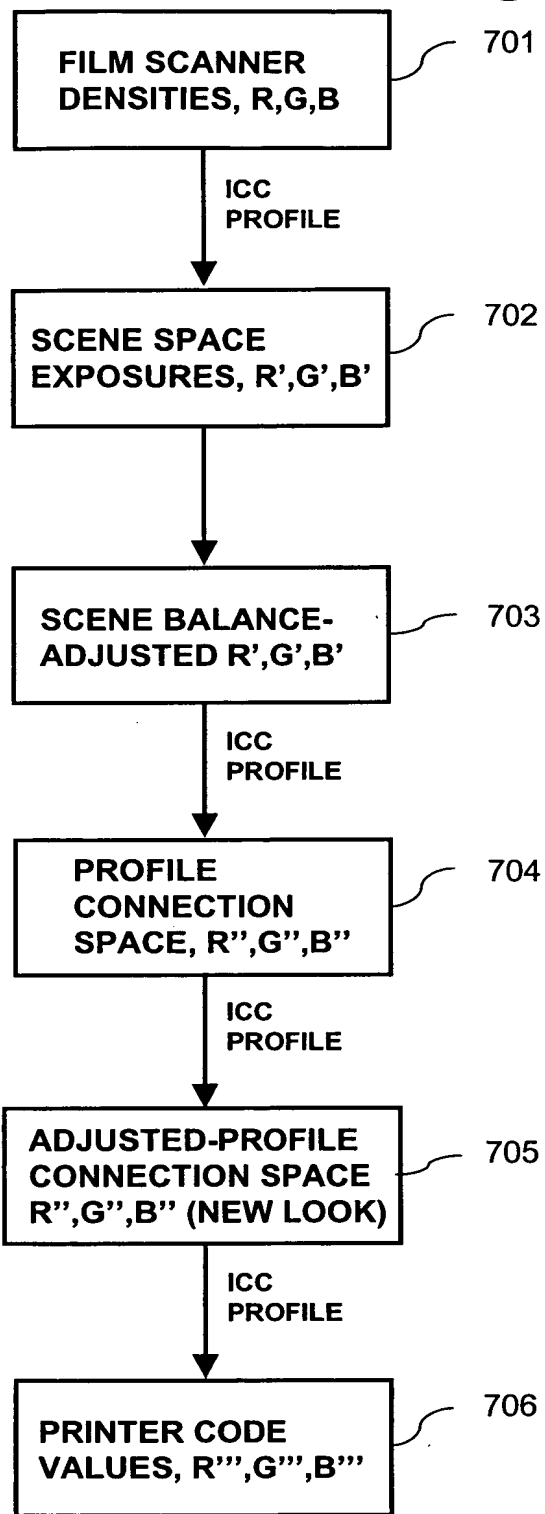 FILM SCANNER
DENSITIES, R,G,B
701
ICC
PROFILE
SCENE SPACE
EXPOSURES, R’,G’,B’
702
SCENE BALANCE-
ADJUSTED R’,G’,B’
703
ICC
PROFILE
PROFILE
CONNECTION
SPACE, R’’,G’’,B’’
704
ICC
PROFILE
ADJUSTED-PROFILE
CONNECTION SPACE
R’’,G’’,B’’ (NEW LOOK)
705
ICC
PROFILE
PRINTER CODE
VALUES, R’’’,G’’’,B’’’
706